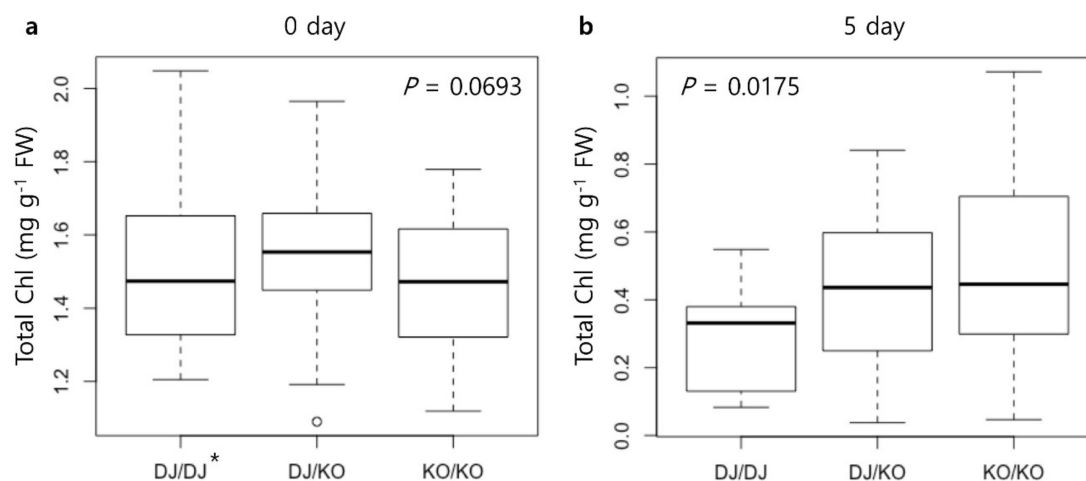 a
0 day
P = 0.0693
Total Chl (mg g⁻¹ FW)
2.0
1.8
1.6
1.4
1.2
DJ/DJ*
DJ/KO
KO/KO
b
5 day
P = 0.0175
Total Chl (mg g⁻¹ FW)
1.0
0.8
0.6
0.4
0.2
0.0
DJ/DJ
DJ/KO
KO/KO